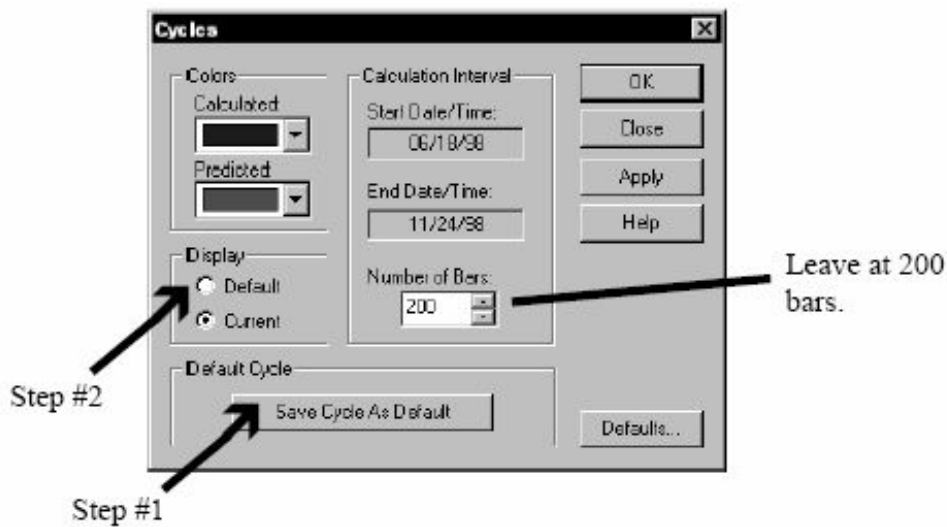 Cycles
Colors
Calculated:
Predicted:
Display
Default
Current
Calculation Interval
Start Date/Time:
06/18/98
End Date/Time:
11/24/98
Number of Bars:
200
Default Cycle
Save Cycle As Default
OK
Close
Apply
Help
Defaults...
Leave at 200
bars.
Step #2
Step #1